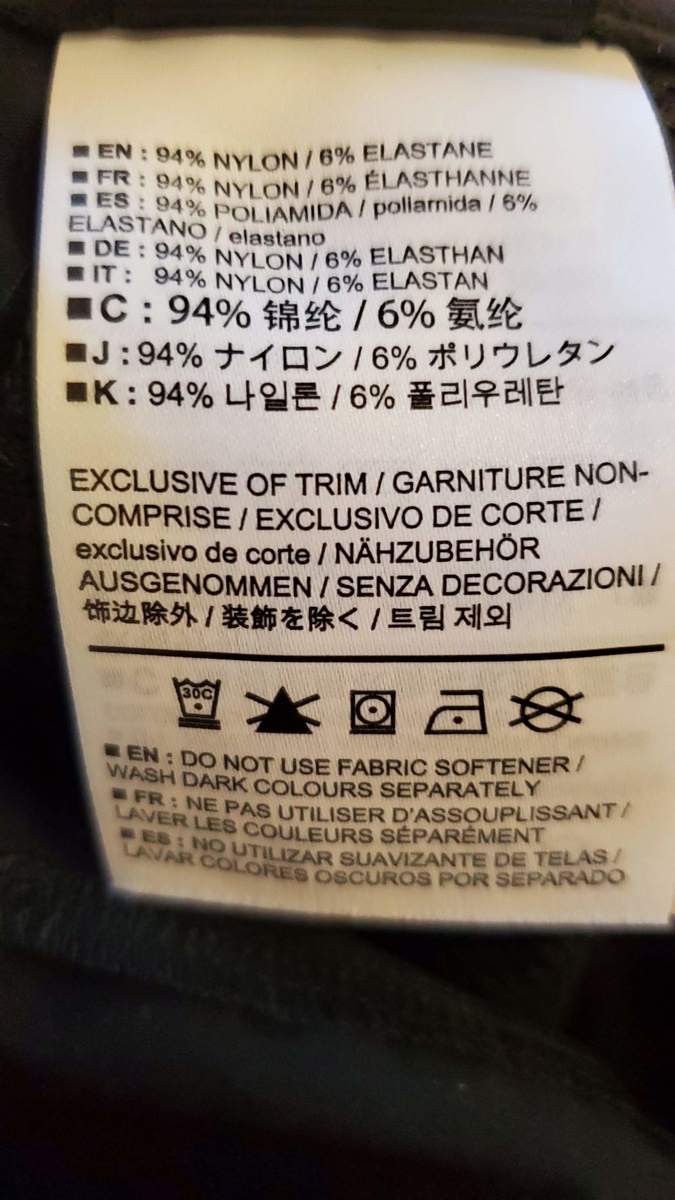 ■ EN : 94% NYLON / 6% ELASTANE
■ FR : 94% NYLON / 6% ÉLASTHANNE
■ ES : 94% POLIAMIDA / poliamida / 6%
ELASTANO / elastano
■ DE : 94% NYLON / 6% ELASTHAN
■ IT : 94% NYLON / 6% ELASTAN
■ C : 94% 锦纶 / 6% 氨纶
■ J : 94% ナイロン / 6% ポリウレタン
■ K : 94% 나일론 / 6% 폴리우레탄
EXCLUSIVE OF TRIM / GARNITURE NON-
COMPRISE / EXCLUSIVO DE CORTE /
exclusivo de corte / NÄHZUBEHÖR
AUSGENOMMEN / SENZA DECORAZIONI /
饰边除外 / 装飾を除く / 트림 제외
30C
■ EN : DO NOT USE FABRIC SOFTENER /
WASH DARK COLOURS SEPARATELY
■ FR : NE PAS UTILISER D'ASSOUPLISSANT /
LAVER LES COULEURS SÉPARÉMENT
■ ES : NO UTILIZAR SUAVIZANTE DE TELAS /
LAVAR COLORES OSCUROS POR SEPARADO